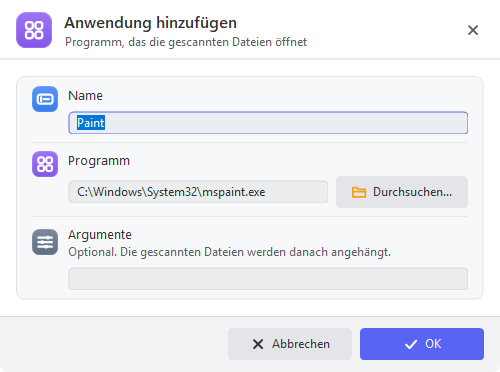 Anwendung hinzufügen
Programm, das die gescannten Dateien öffnet
Name
Paint
Programm
C:\Windows\System32\mspaint.exe
Durchsuchen...
Argumente
Optional. Die gescannten Dateien werden danach angehängt.
Abbrechen
OK